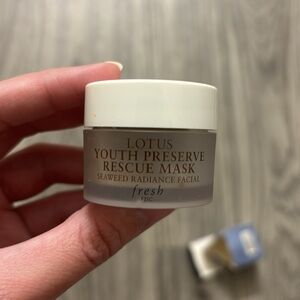 LOTUS
YOUTH PRESERVE
RESCUE MASK
SEAWEED RADIANCE FACIAL
fresh